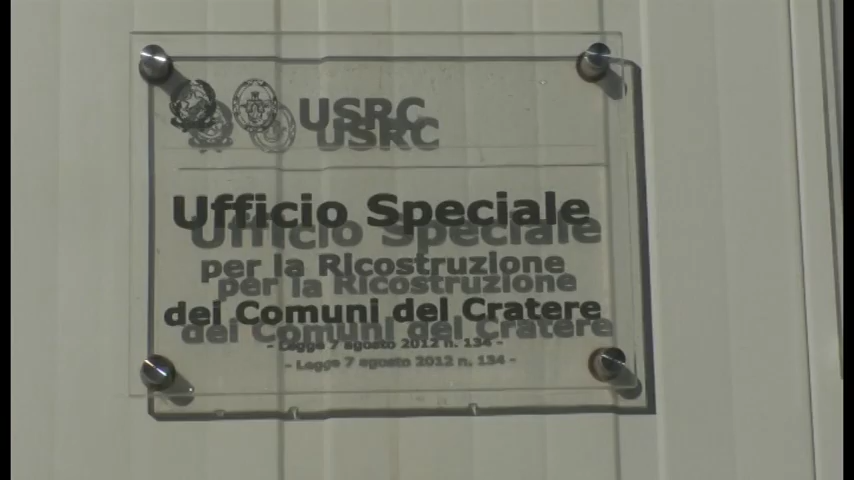 USRC
Ufficio Speciale
per la Ricostruzione
dei Comuni del Cratere
- Legge 7 agosto 2012 n. 134 -